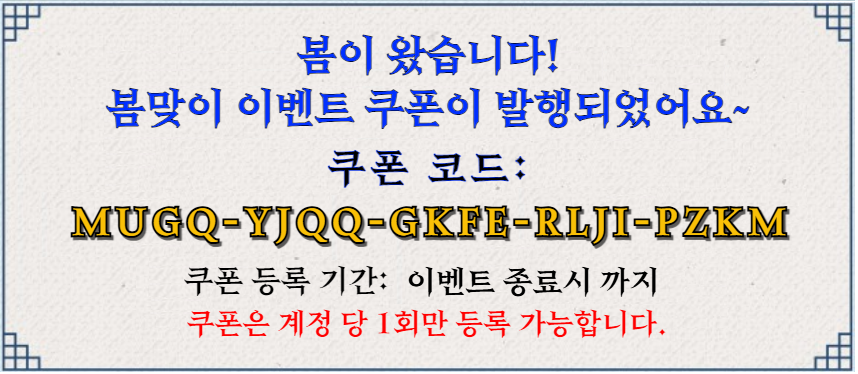 봄이 왔습니다!
봄맞이 이벤트 쿠폰이 발행되었어요~
쿠폰 코드:
MUGQ-YJQQ-GKFE-RLJI-PZKM
쿠폰 등록 기간: 이벤트 종료시 까지
쿠폰은 계정 당 1회만 등록 가능합니다.